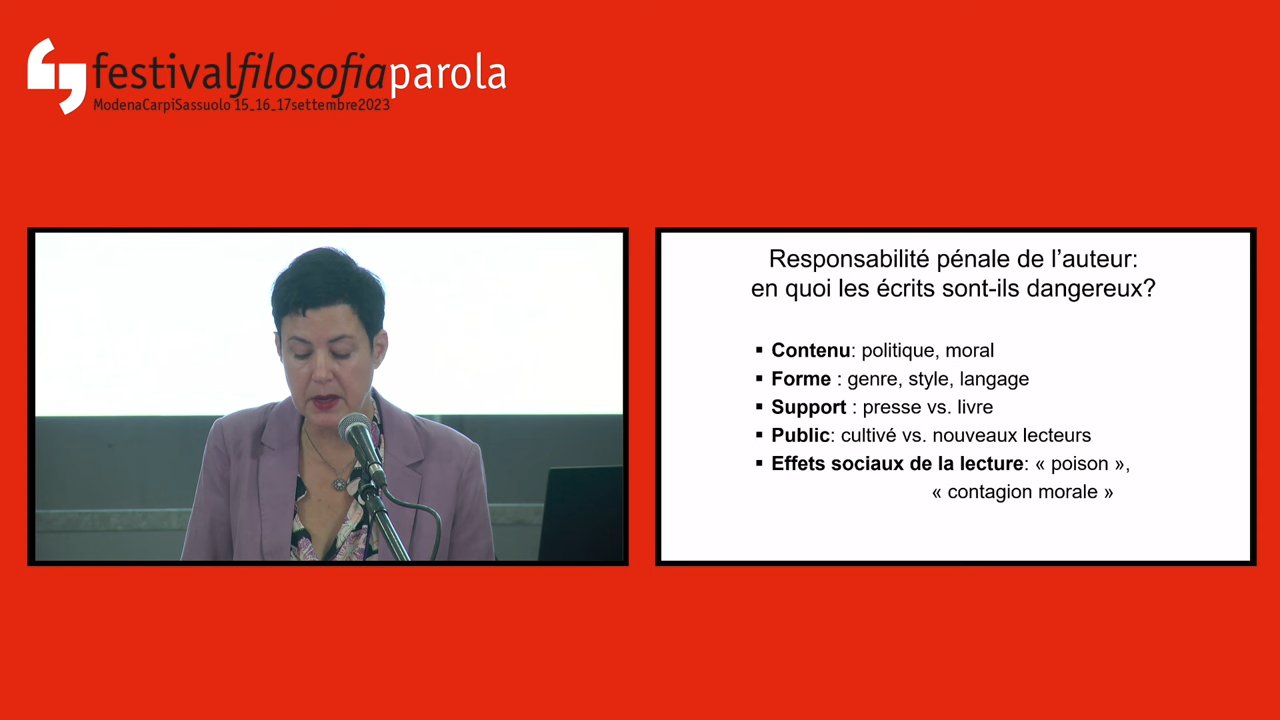 festivalfilosofiaparola
ModenaCarpiSassuolo 15_16_17settembre2023
Responsabilité pénale de l’auteur:
en quoi les écrits sont-ils dangereux?
▪ Contenu: politique, moral
▪ Forme : genre, style, langage
▪ Support : presse vs. livre
▪ Public: cultivé vs. nouveaux lecteurs
▪ Effets sociaux de la lecture: « poison »,
« contagion morale »